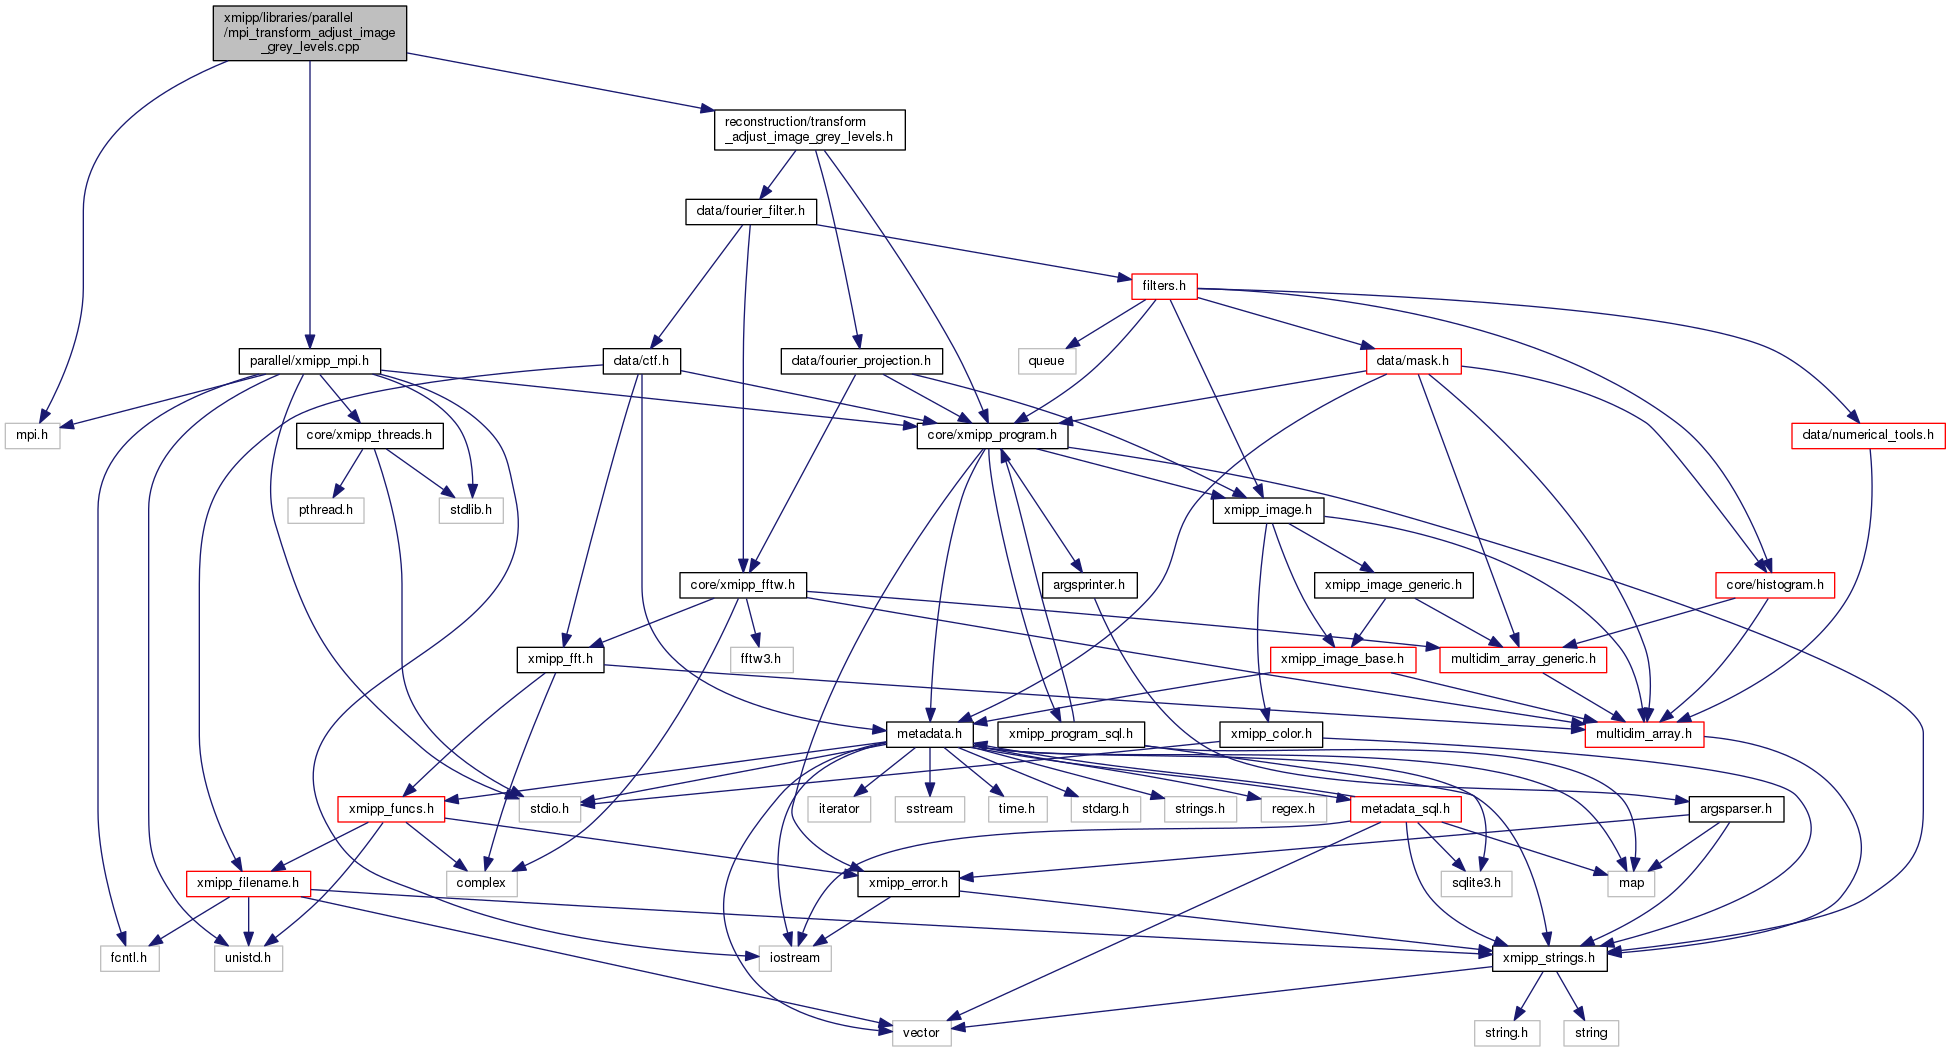 xmipp/libraries/parallel
/mpi_transform_adjust_image
_grey_levels.cpp
reconstruction/transform
_adjust_image_grey_levels.h
data/fourier_filter.h
filters.h
parallel/xmipp_mpi.h
data/ctf.h
data/fourier_projection.h
queue
data/mask.h
mpi.h
core/xmipp_threads.h
core/xmipp_program.h
data/numerical_tools.h
pthread.h
stdlib.h
xmipp_image.h
core/xmipp_fftw.h
argsprinter.h
xmipp_image_generic.h
core/histogram.h
xmipp_fft.h
fftw3.h
xmipp_image_base.h
multidim_array_generic.h
metadata.h
xmipp_program_sql.h
xmipp_color.h
multidim_array.h
xmipp_funcs.h
stdio.h
iterator
sstream
time.h
stdarg.h
strings.h
regex.h
metadata_sql.h
argsparser.h
xmipp_filename.h
complex
xmipp_error.h
sqlite3.h
map
fcntl.h
unistd.h
iostream
xmipp_strings.h
vector
string.h
string